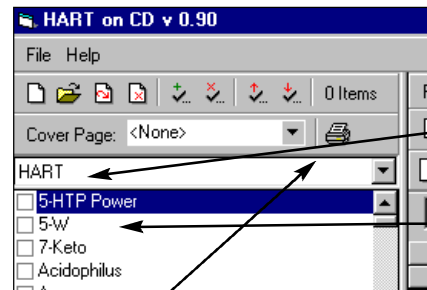 HART on CD v 0.90
File Help
0 Items
Cover Page: <None>
HART
5-HTP Power
5-W
7-Keto
Acidophilus